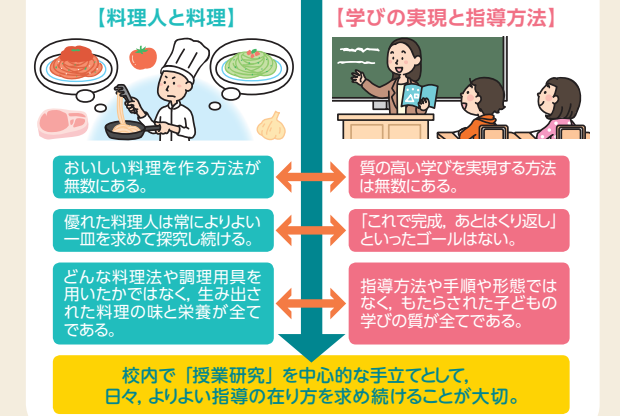 【料理人と料理】
【学びの実現と指導方法】
おいしい料理を作る方法が
無数にある。
質の高い学びを実現する方法
は無数にある。
優れた料理人は常によりよい
一皿を求めて探究し続ける。
「これで完成，あとはくり返し」
といったゴールはない。
どんな料理法や調理用具を
用いたかではなく，生み出さ
れた料理の味と栄養が全て
である。
指導方法や手順や形態では
なく，もたらされた子どもの
学びの質が全てである。
校内で「授業研究」を中心的な手立てとして，
日々，よりよい指導の在り方を求め続けることが大切。